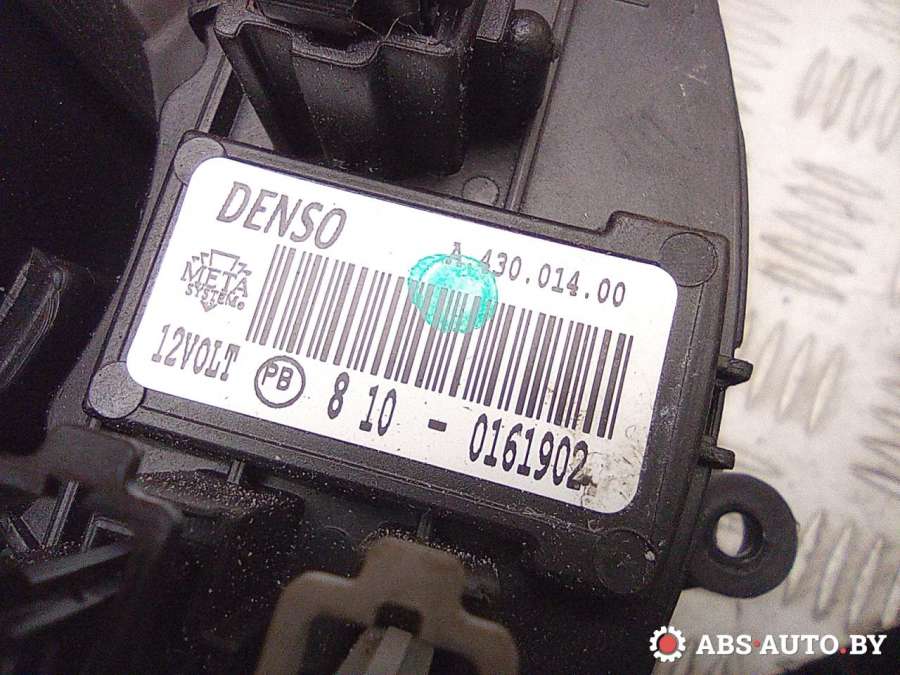 DENSO
A.430.014.00
META
SYSTEM®
12VOLT PB 8 10 - 0161902
ABS-AUTO.BY